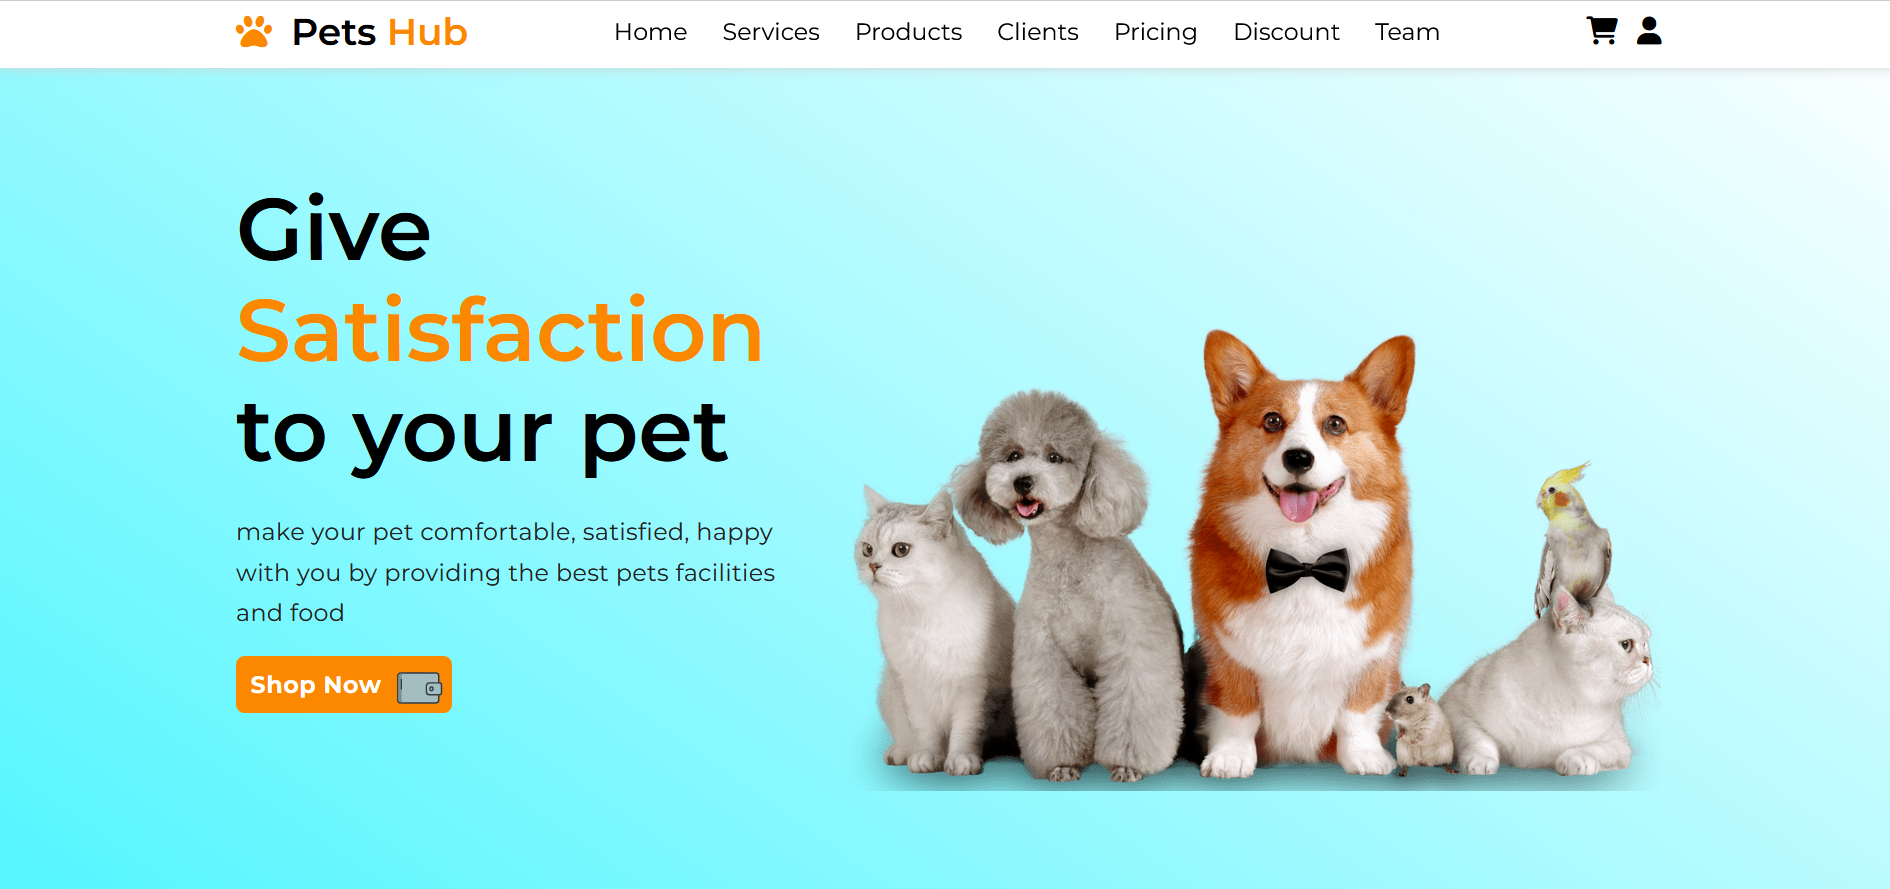 Pets Hub
Home Services Products Clients Pricing Discount Team
Give
Satisfaction
to your pet
make your pet comfortable, satisfied, happy
with you by providing the best pets facilities
and food
Shop Now